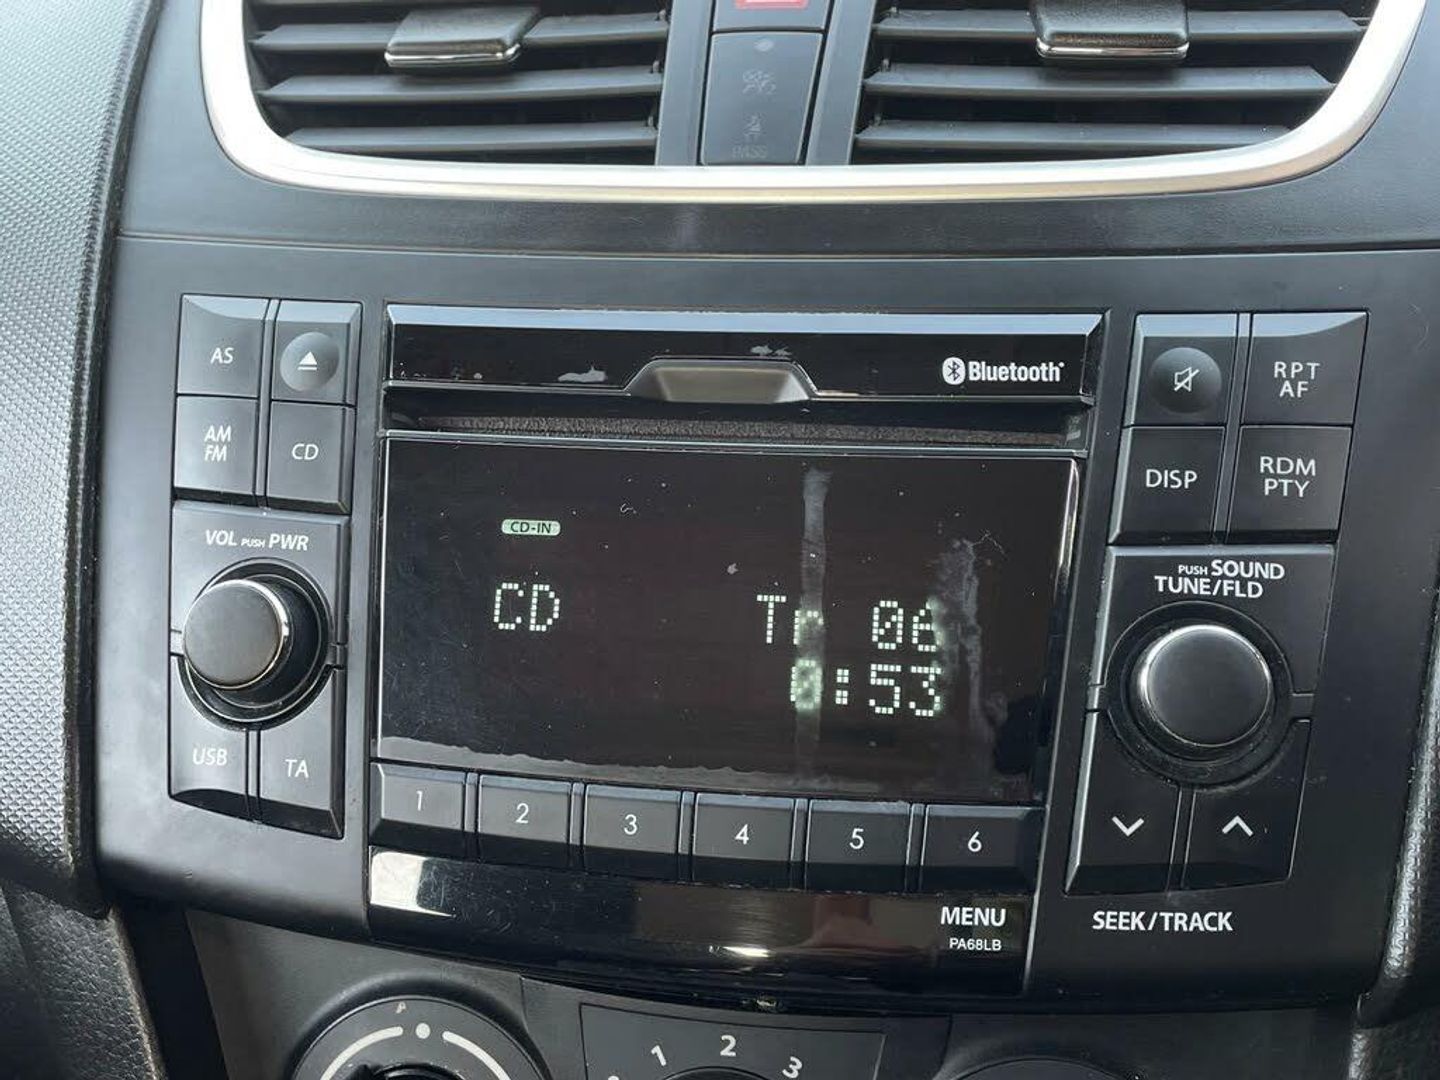 PASS
AS
Bluetooth
RPT
AF
AM
FM
CD
DISP
RDM
PTY
CD-IN
VOL PUSH PWR
PUSH SOUND
TUNE/FLD
CD
Tr 06
0:53
USB
TA
1
2
3
4
5
6
MENU
PA68LB
SEEK/TRACK
1
2
3